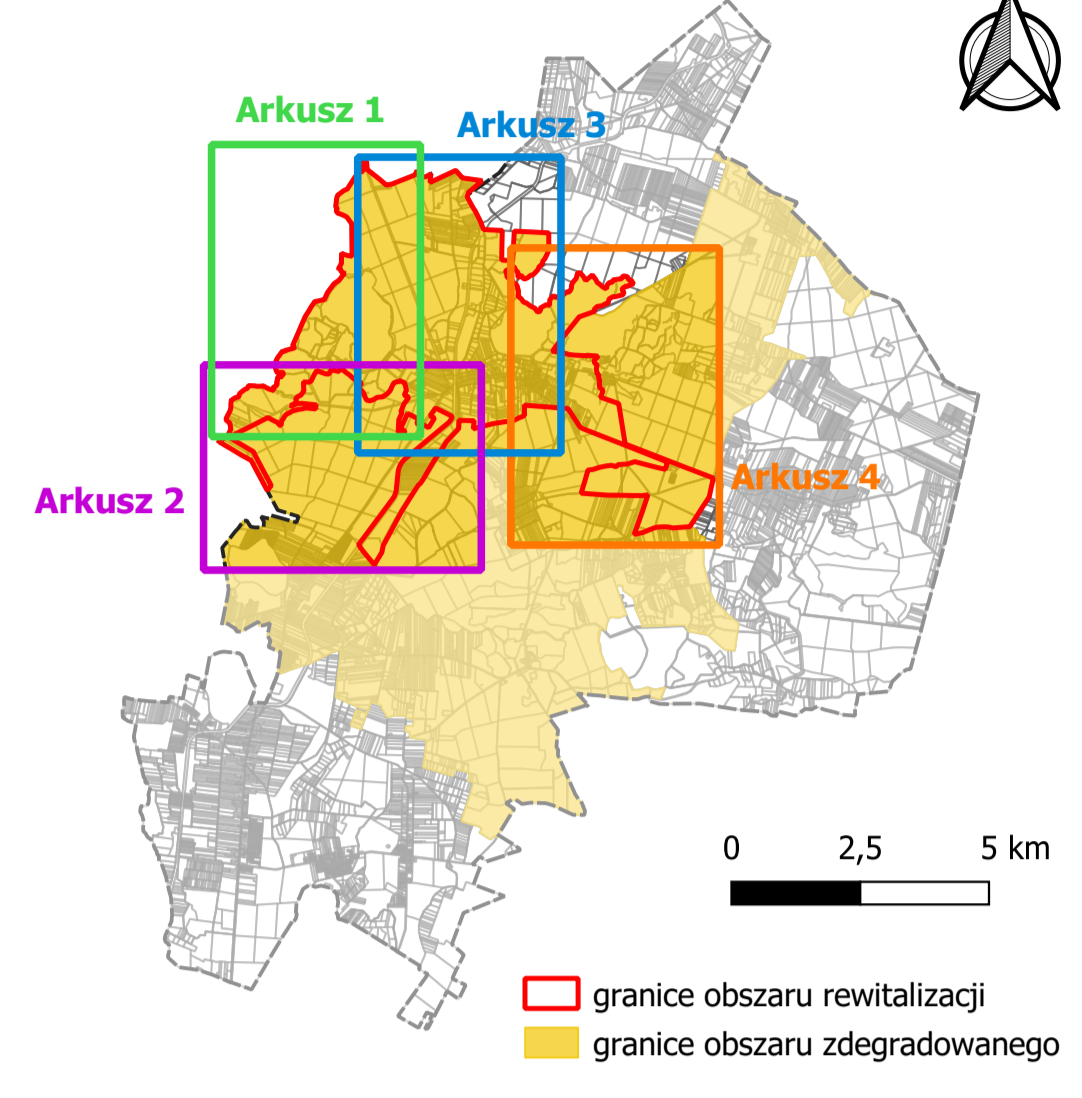 Arkusz 1
Arkusz 3
Arkusz 4
Arkusz 2
0 2,5 5 km
granice obszaru rewitalizacji
granice obszaru zdegradowanego